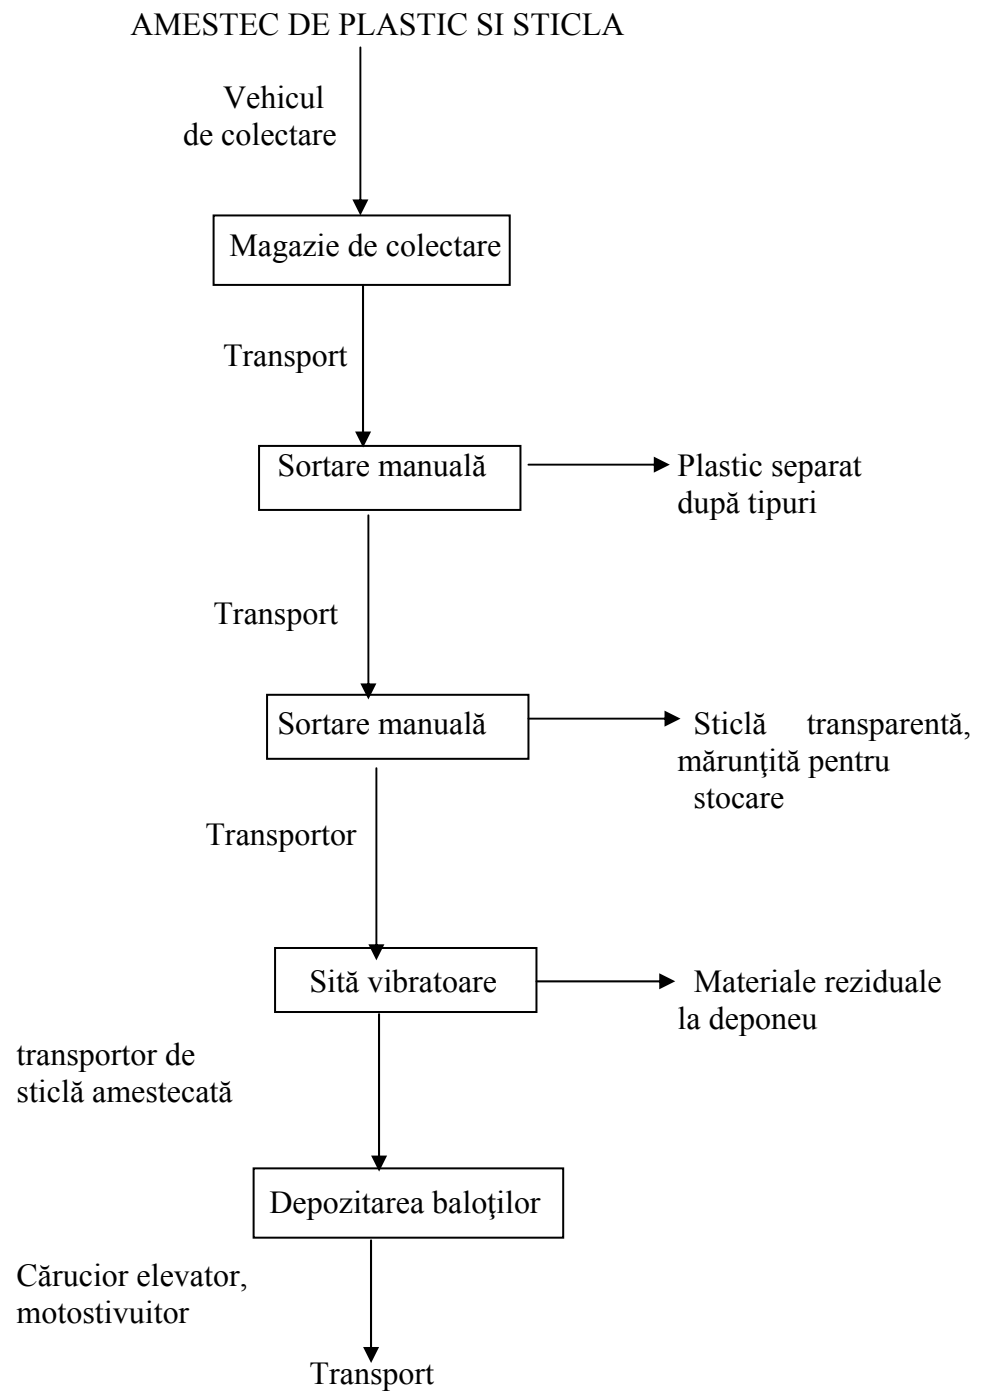 AMESTEC DE PLASTIC SI STICLA
Vehicul
de colectare
Magazie de colectare
Transport
Sortare manuală
Plastic separat
după tipuri
Transport
Sortare manuală
Sticlă transparentă,
mărunţită pentru
stocare
Transportor
Sită vibratoare
Materiale reziduale
la deponeu
transportor de
sticlă amestecată
Depozitarea baloţilor
Cărucior elevator,
motostivuitor
Transport